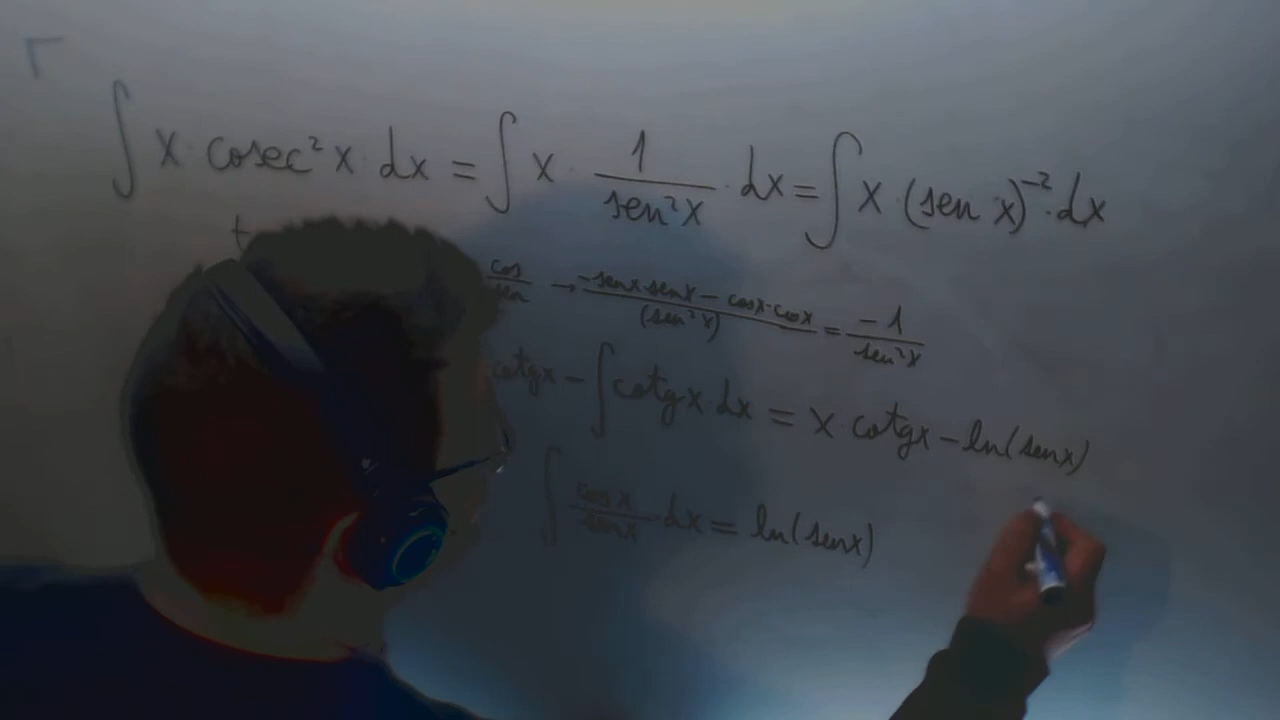 ∫ x · cosec² x · dx = ∫ x · 1/sen²x · dx = ∫ x · (sen x)⁻² · dx
t
cos/sen → (-senx·senx - cosx·cosx)/(sen²x) = -1/sen²x
cotgx - ∫ cotgx dx = x cotgx - ln(senx)
∫ cosx/senx · dx = ln(senx)